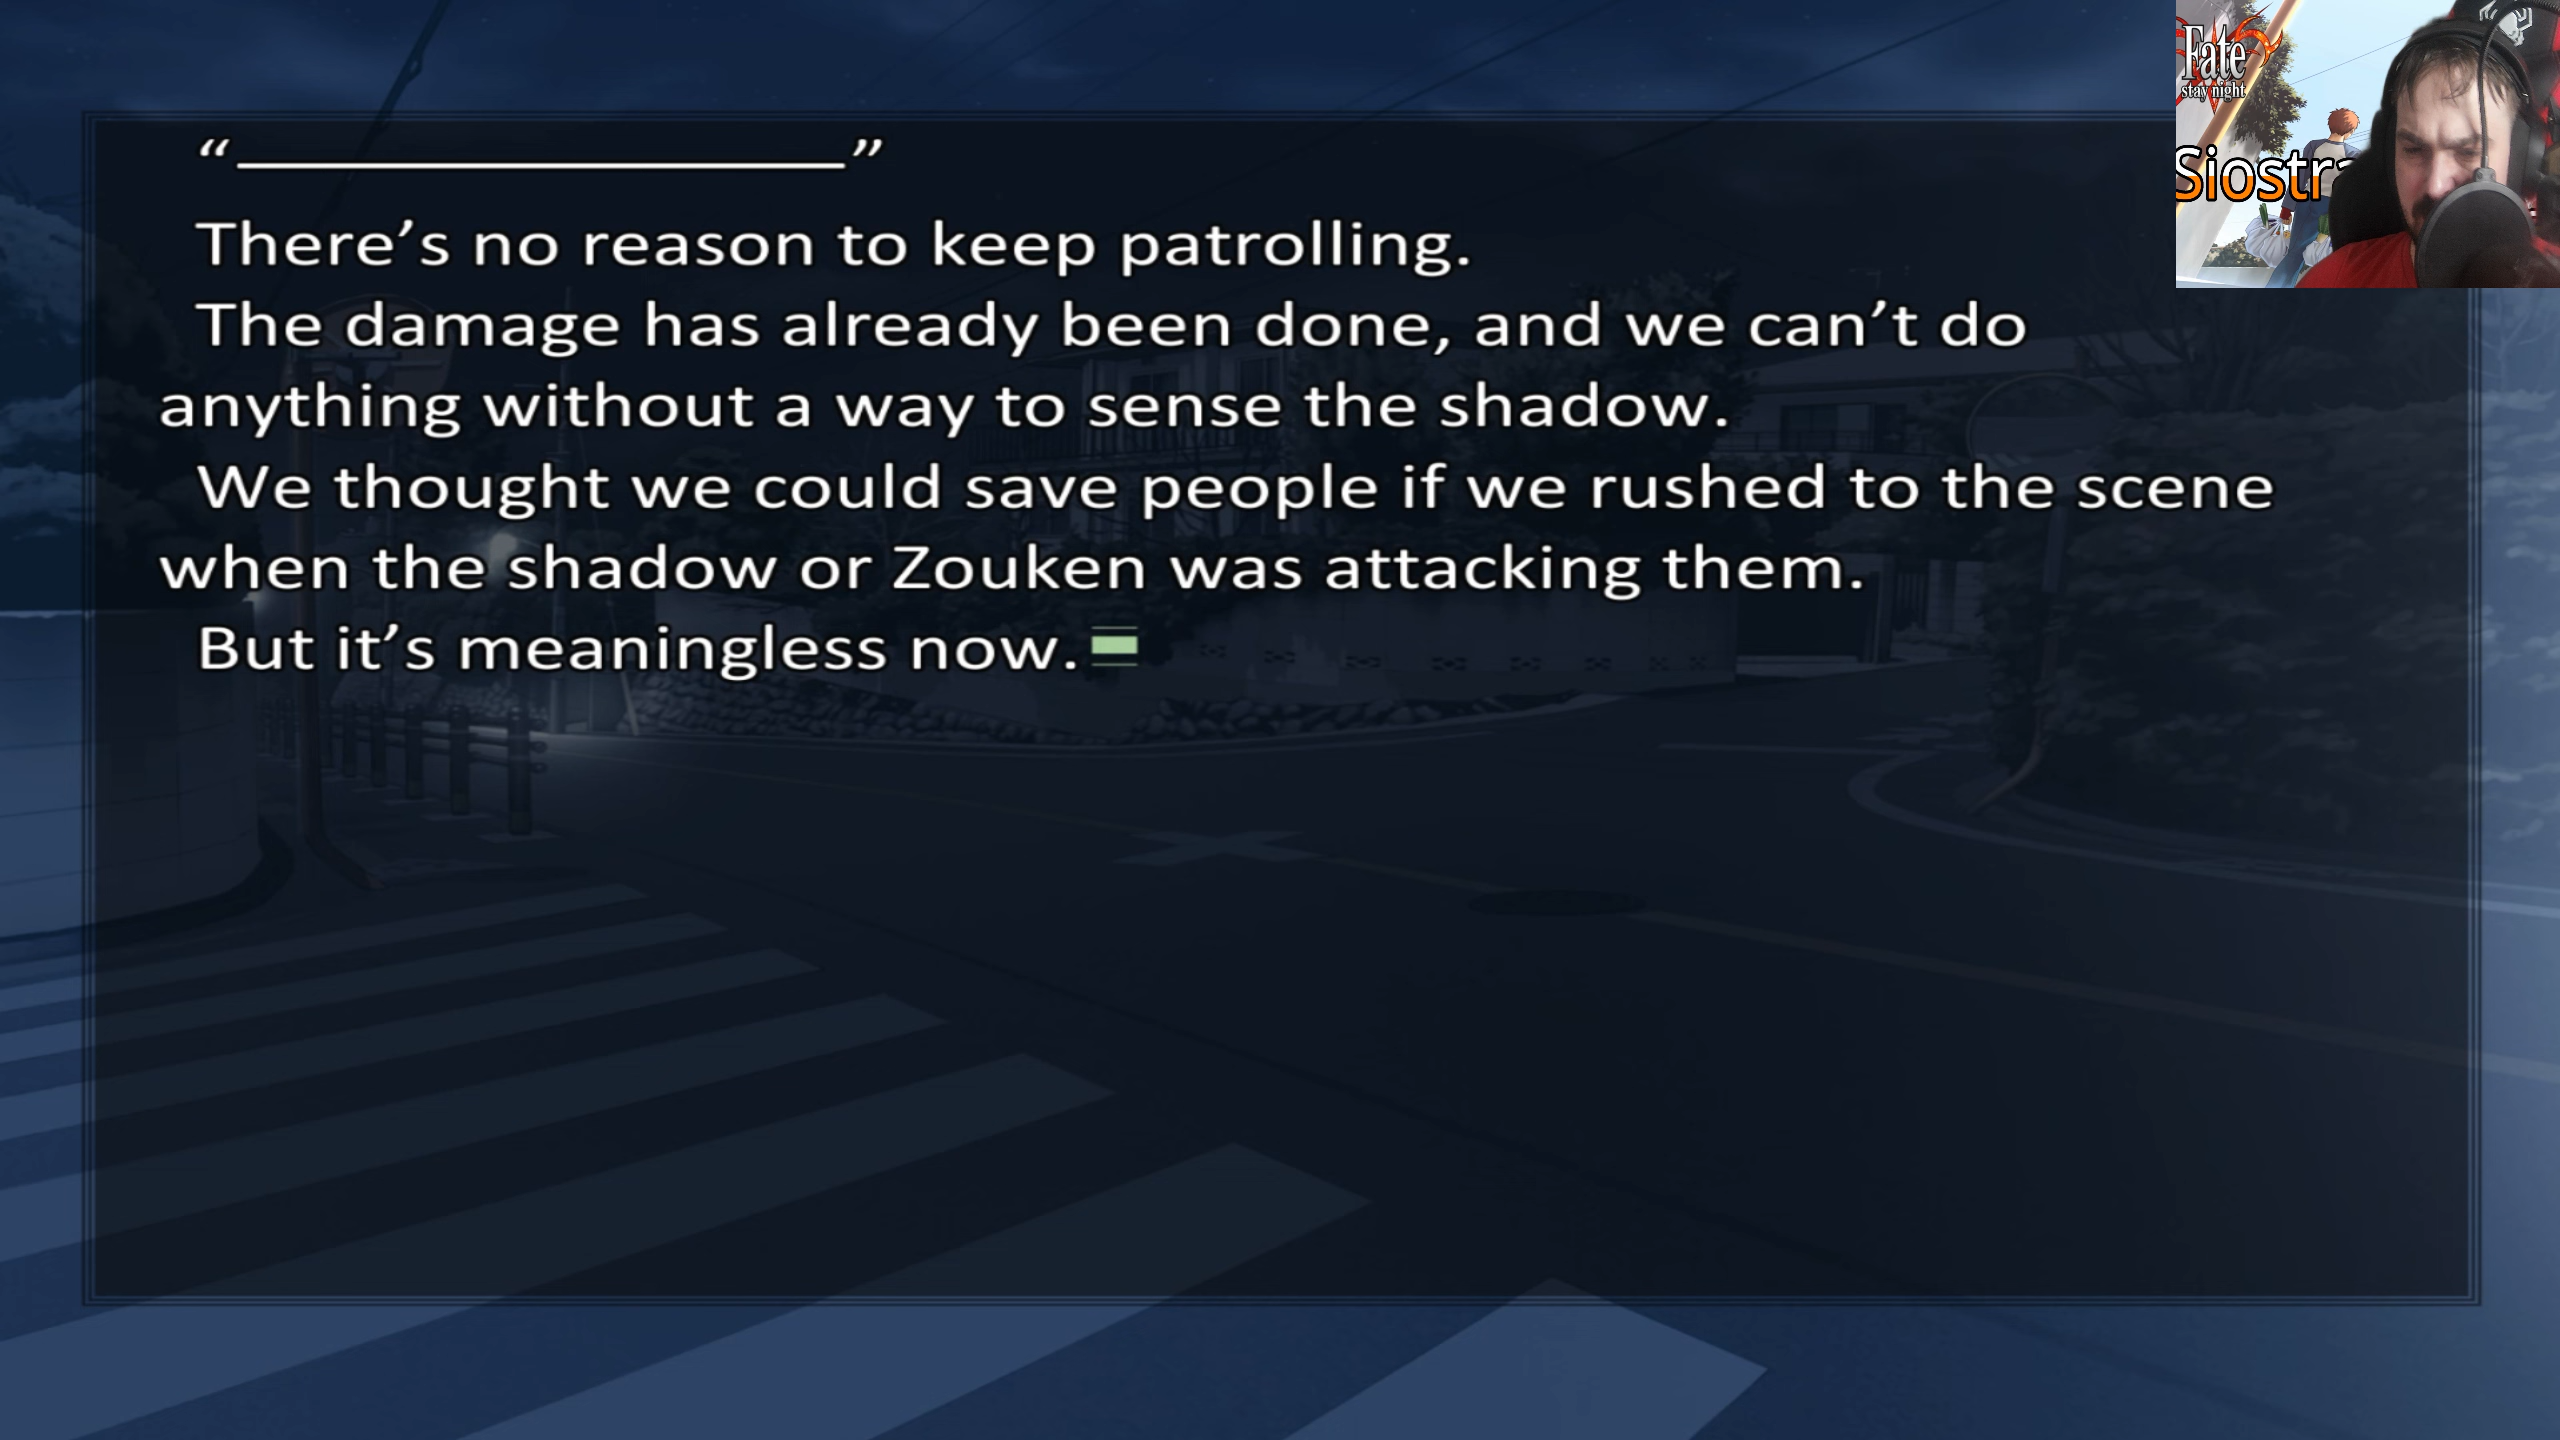 “――――――――――”
There’s no reason to keep patrolling.
The damage has already been done, and we can’t do
anything without a way to sense the shadow.
We thought we could save people if we rushed to the scene
when the shadow or Zouken was attacking them.
But it’s meaningless now.
Fate
stay night